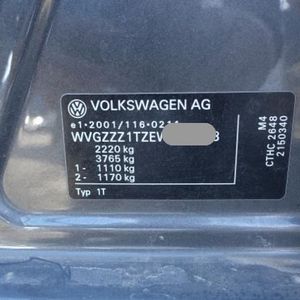 VOLKSWAGEN AG
e1*2001/116*0211
WVGZZZ1TZEW 8
2220 kg
3765 kg
1 - 1110 kg
2 - 1170 kg
Typ 1T
M4
CTHC 2648
2150340